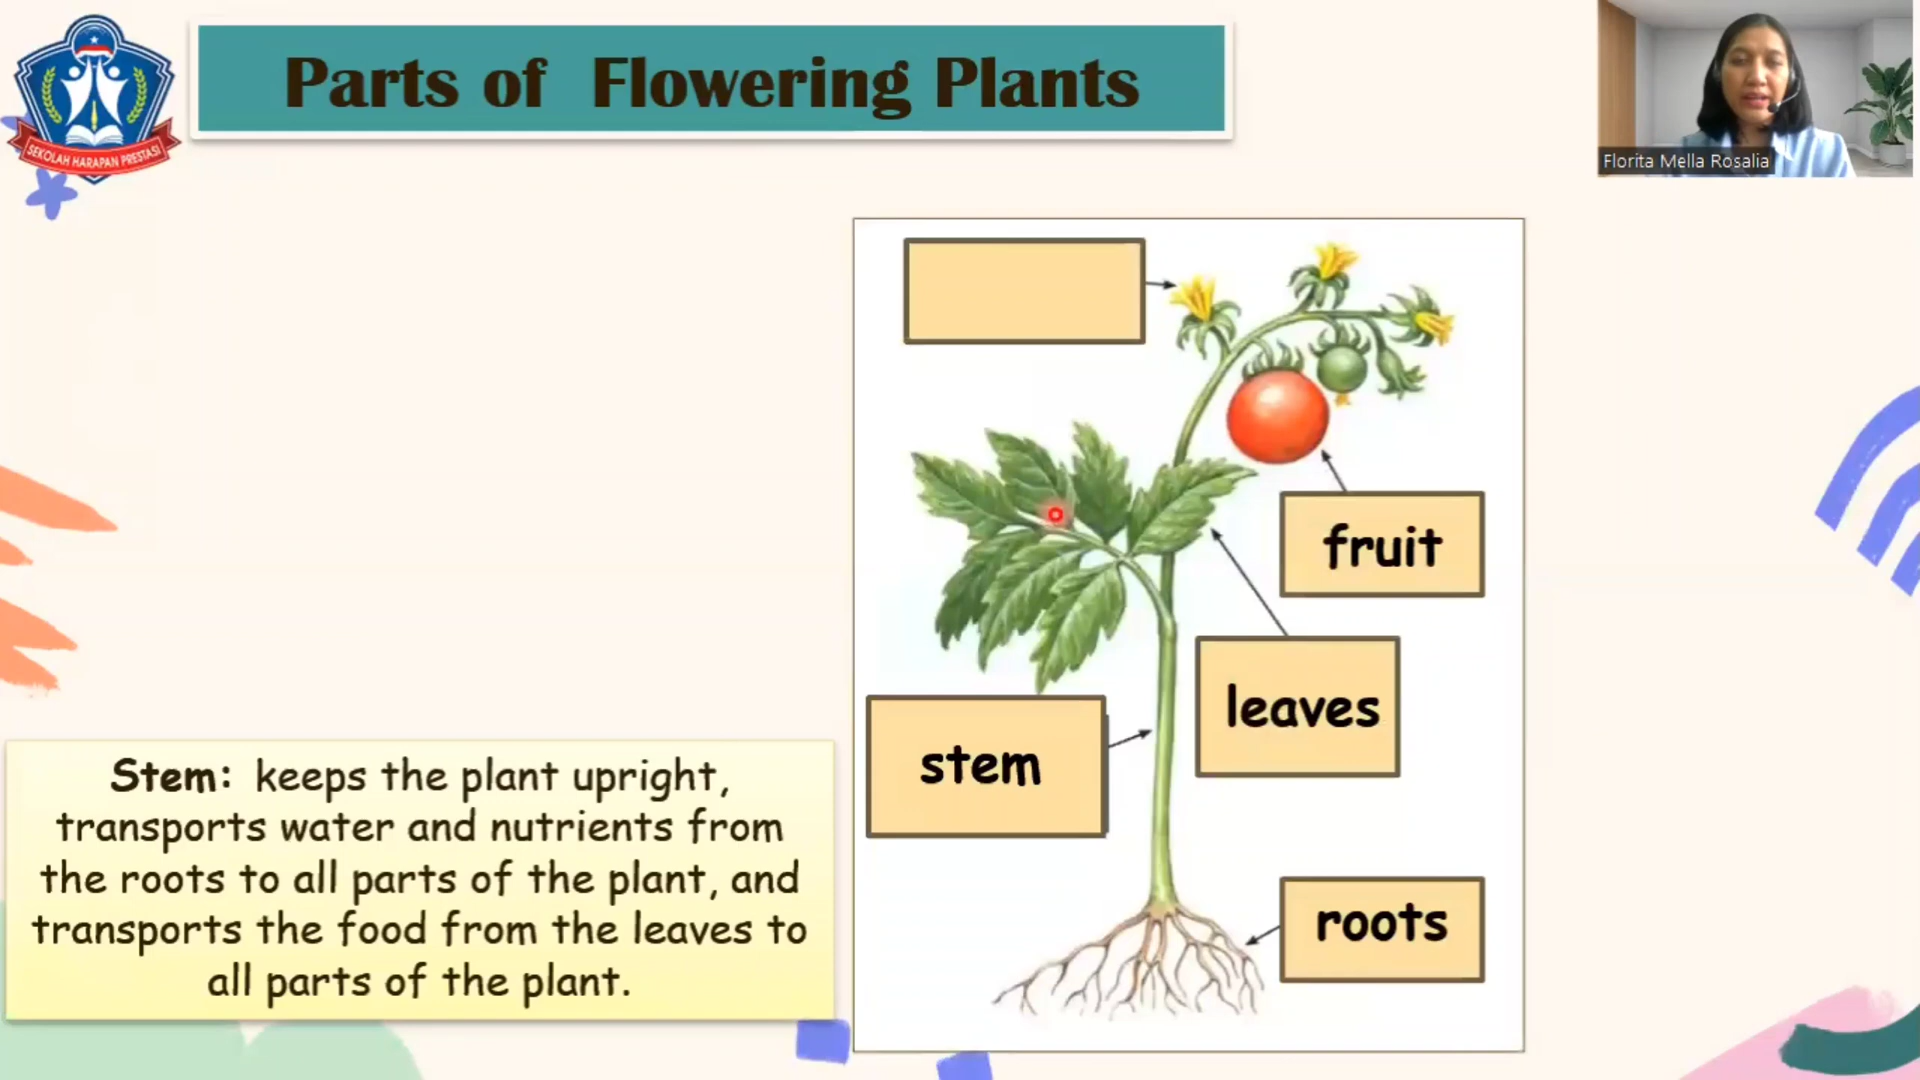 Parts of Flowering Plants
SEKOLAH HARAPAN PRESTASI
Florita Mella Rosalia
fruit
leaves
stem
roots
Stem: keeps the plant upright,
transports water and nutrients from
the roots to all parts of the plant, and
transports the food from the leaves to
all parts of the plant.